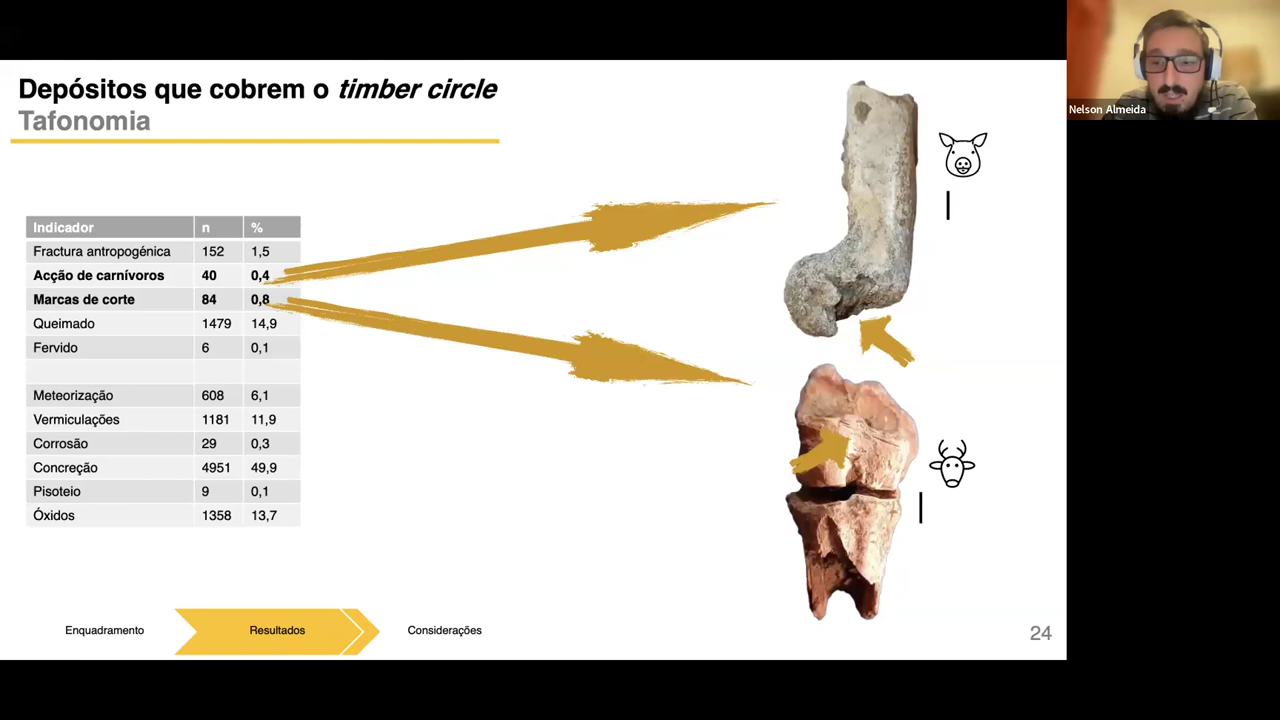 Depósitos que cobrem o timber circle
Tafonomia
Indicador n %
Fractura antropogénica 152 1,5
Acção de carnívoros 40 0,4
Marcas de corte 84 0,8
Queimado 1479 14,9
Fervido 6 0,1
Meteorização 608 6,1
Vermiculações 1181 11,9
Corrosão 29 0,3
Concreção 4951 49,9
Pisoteio 9 0,1
Óxidos 1358 13,7
Enquadramento Resultados Considerações
24
Nelson Almeida